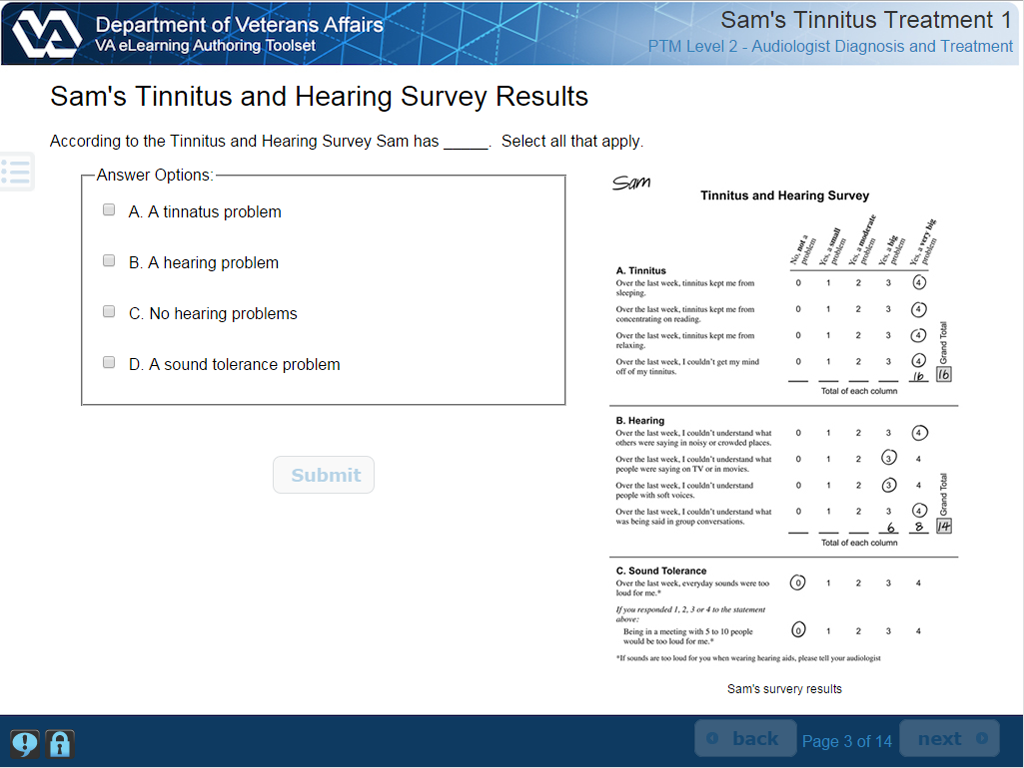 VA
Department of Veterans Affairs
VA eLearning Authoring Toolset
Sam's Tinnitus Treatment 1
PTM Level 2 - Audiologist Diagnosis and Treatment
Sam's Tinnitus and Hearing Survey Results
According to the Tinnitus and Hearing Survey Sam has _____. Select all that apply.
Answer Options:
A. A tinnatus problem
B. A hearing problem
C. No hearing problems
D. A sound tolerance problem
Submit
Sam
Tinnitus and Hearing Survey
No, not a problem
Yes, a small problem
Yes, a moderate problem
Yes, a big problem
Yes, a very big problem
A. Tinnitus
Over the last week, tinnitus kept me from 0 1 2 3 4
sleeping.
Over the last week, tinnitus kept me from 0 1 2 3 4
concentrating on reading.
Over the last week, tinnitus kept me from 0 1 2 3 4
relaxing.
Over the last week, I couldn't get my mind 0 1 2 3 4
off of my tinnitus.
16 16
Grand Total
Total of each column
B. Hearing
Over the last week, I couldn't understand what 0 1 2 3 4
others were saying in noisy or crowded places.
Over the last week, I couldn't understand what 0 1 2 3 4
people were saying on TV or in movies.
Over the last week, I couldn't understand 0 1 2 3 4
people with soft voices.
Over the last week, I couldn't understand what 0 1 2 3 4
was being said in group conversations.
6 8 14
Grand Total
Total of each column
C. Sound Tolerance
Over the last week, everyday sounds were too 0 1 2 3 4
loud for me.*
If you responded 1, 2, 3 or 4 to the statement
above:
Being in a meeting with 5 to 10 people 0 1 2 3 4
would be too loud for me.*
*If sounds are too loud for you when wearing hearing aids, please tell your audiologist
Sam's survery results
back
Page 3 of 14
next